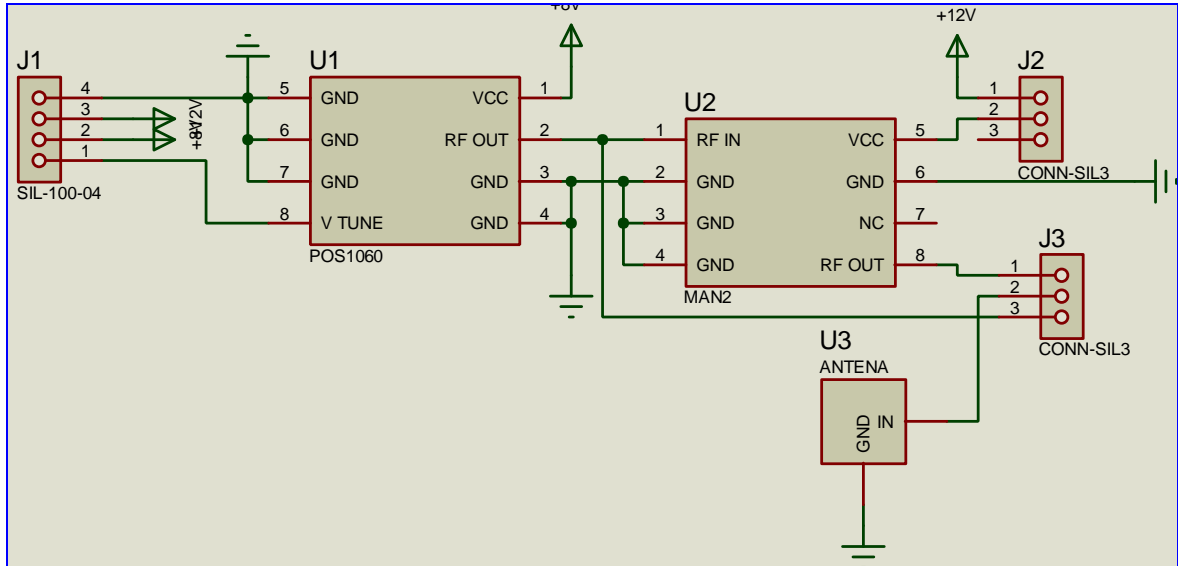 J1
4
3
2
1
SIL-100-04
+12V
+8V
U1
5 GND VCC 1
6 GND RF OUT 2
7 GND GND 3
8 V TUNE GND 4
POS1060
+8V
U2
1 RF IN VCC 5
2 GND GND 6
3 GND NC 7
4 GND RF OUT 8
MAN2
+12V
J2
1
2
3
CONN-SIL3
J3
1
2
3
CONN-SIL3
U3
ANTENA
GND
IN